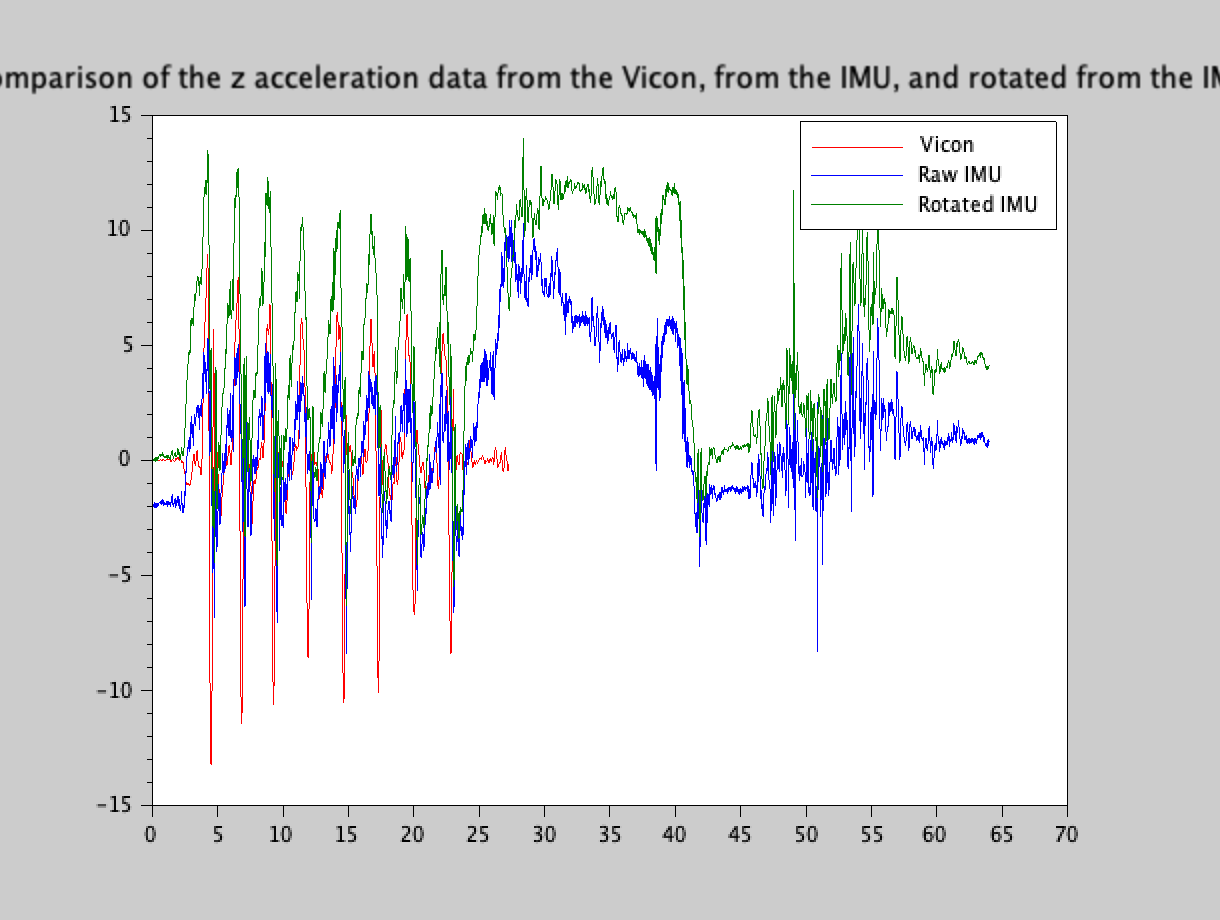 omparison of the z acceleration data from the Vicon, from the IMU, and rotated from the IM
15
10
5
0
-5
-10
-15
Vicon
Raw IMU
Rotated IMU
0 5 10 15 20 25 30 35 40 45 50 55 60 65 70